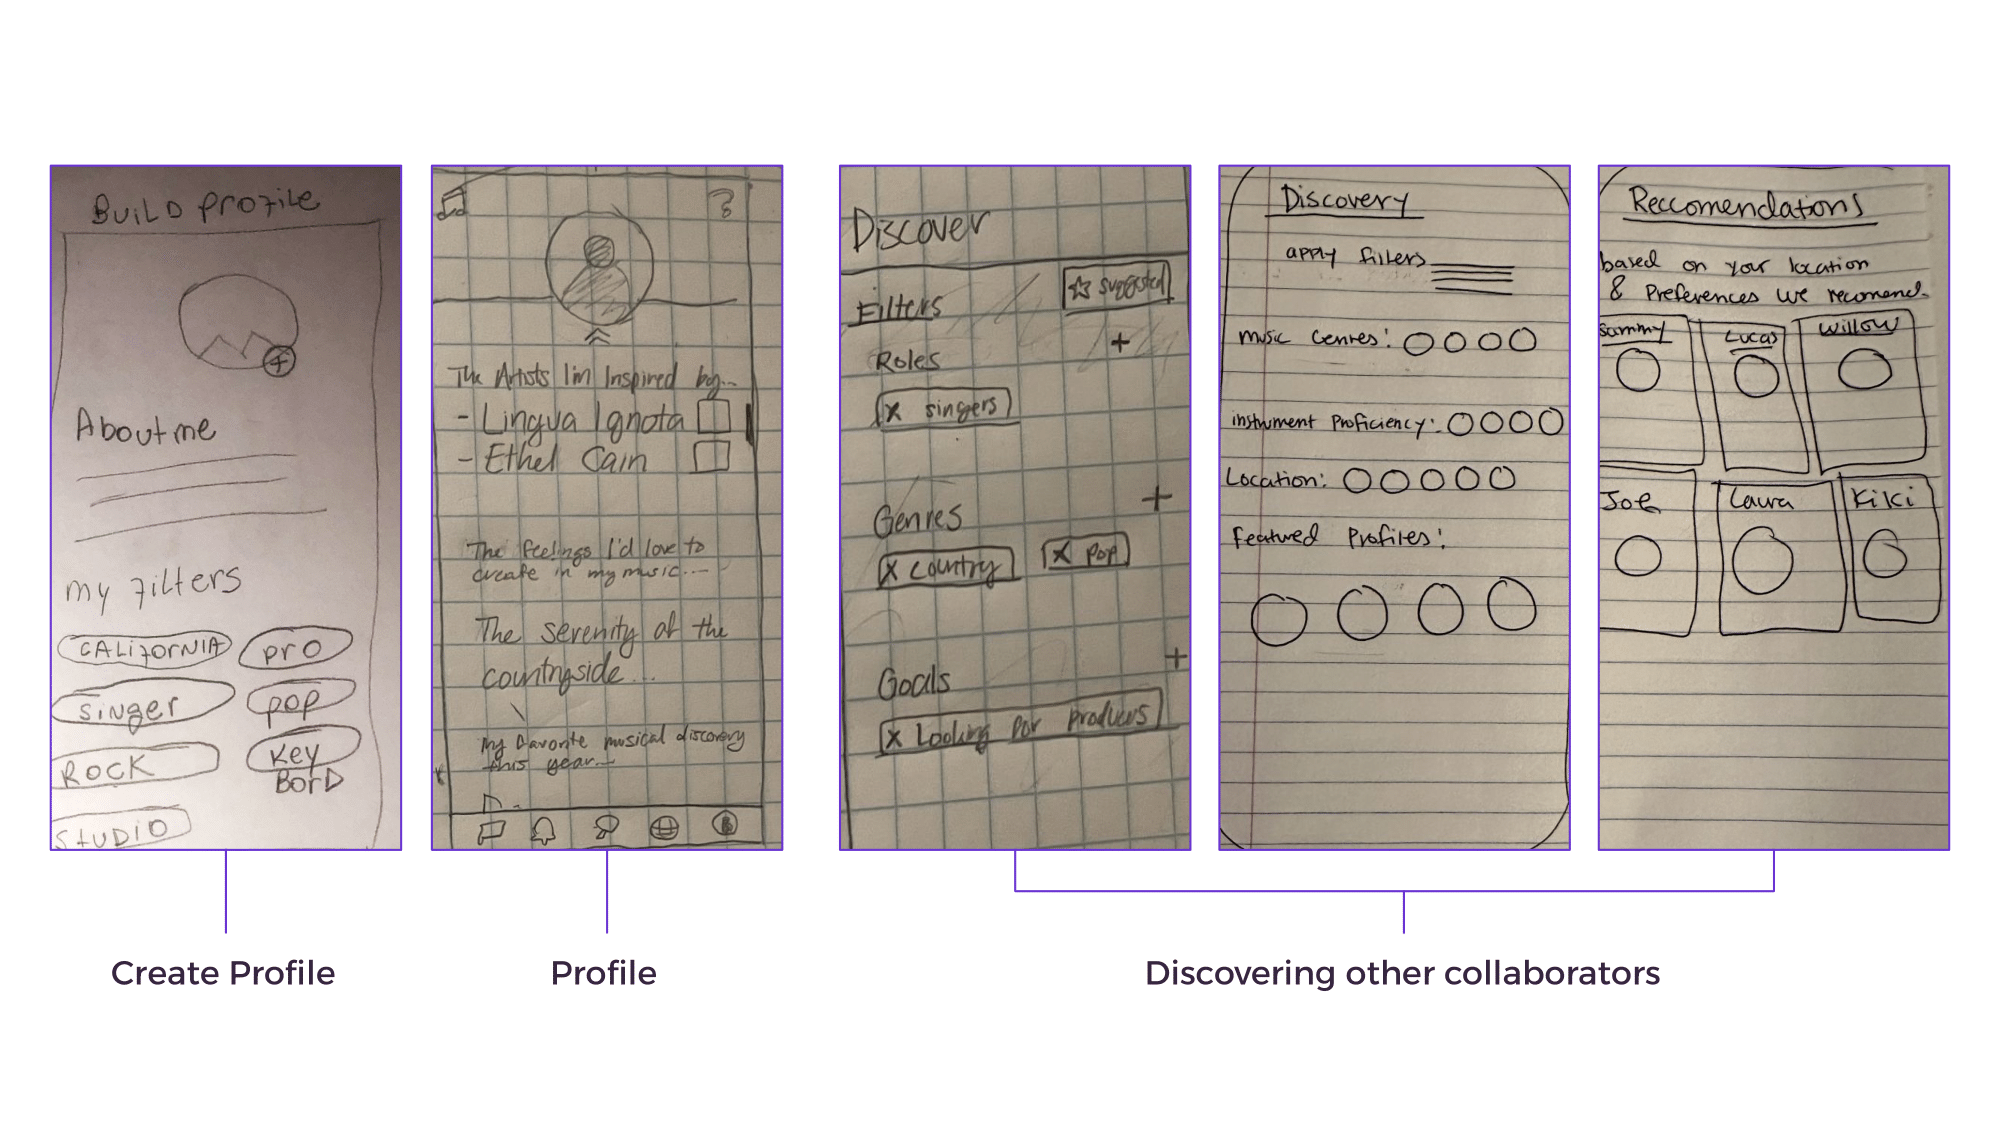 BUILD PROFILE
About me
MY FILTERS
CALIFORNIA
PRO
SINGER
POP
ROCK
KEY
BORD
STUDIO
?
The Artists I'm Inspired by...
- Lingua Ignota
- Ethel Cain
The feelings I'd love to
create in my music...
The serenity of the
countryside...
My favorite musical discovery
this year...
Discover
Filters
☆ suggested
Roles
+
X singers
Genres
+
X country
X pop
Goals
+
X Looking for producers
Discovery
apply filters
music Genres:
instrument Proficiency:
Location:
Featured Profiles:
Reccomendations
based on your location
& Preferences we recomend.
Sammy
Lucas
Willow
Joe
Laura
Kiki
Create Profile
Profile
Discovering other collaborators